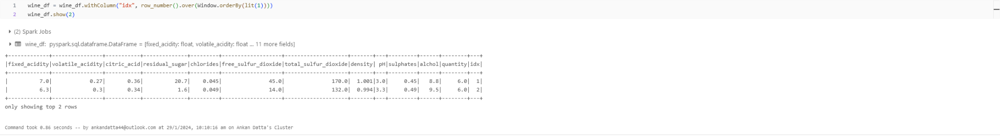 1 wine_df = wine_df.withColumn("idx", row_number().over(Window.orderBy(lit(1))))
2 wine_df.show(2)
(2) Spark Jobs
wine_df: pyspark.sql.dataframe.DataFrame = [fixed_acidity: float, volatile_acidity: float ... 11 more fields]
+-------------+----------------+-----------+--------------+---------+-------------------+--------------------+-------+---+---------+------+--------+---+
|fixed_acidity|volatile_acidity|citric_acid|residual_sugar|chlorides|free_sulfur_dioxide|total_sulfur_dioxide|density| pH|sulphates|alchol|quantity|idx|
+-------------+----------------+-----------+--------------+---------+-------------------+--------------------+-------+---+---------+------+--------+---+
|          7.0|            0.27|       0.36|          20.7|    0.045|               45.0|               170.0|  1.001|3.0|     0.45|   8.8|     6.0|  1|
|          6.3|             0.3|       0.34|           1.6|    0.049|               14.0|               132.0|  0.994|3.3|     0.49|   9.5|     6.0|  2|
+-------------+----------------+-----------+--------------+---------+-------------------+--------------------+-------+---+---------+------+--------+---+
only showing top 2 rows
Command took 0.86 seconds -- by ankandatta44@outlook.com at 29/1/2024, 10:10:16 am on Ankan Datta's Cluster